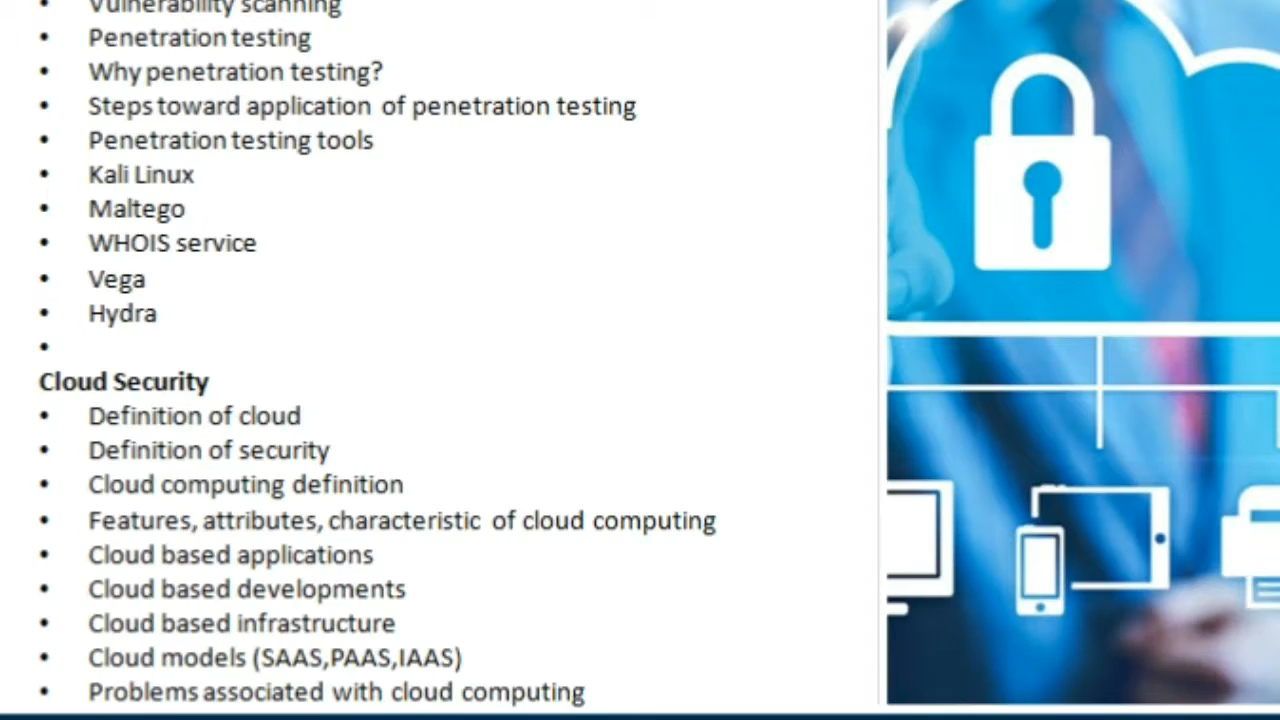 Vulnerability scanning
• Penetration testing
• Why penetration testing?
• Steps toward application of penetration testing
• Penetration testing tools
• Kali Linux
• Maltego
• WHOIS service
• Vega
• Hydra
•
Cloud Security
• Definition of cloud
• Definition of security
• Cloud computing definition
• Features, attributes, characteristic of cloud computing
• Cloud based applications
• Cloud based developments
• Cloud based infrastructure
• Cloud models (SAAS,PAAS,IAAS)
• Problems associated with cloud computing